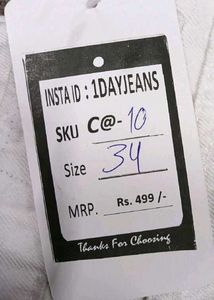 INSTA ID : 1DAYJEANS
SKU C@- 10
Size 34
MRP. Rs. 499 /-
Thanks For Choosing